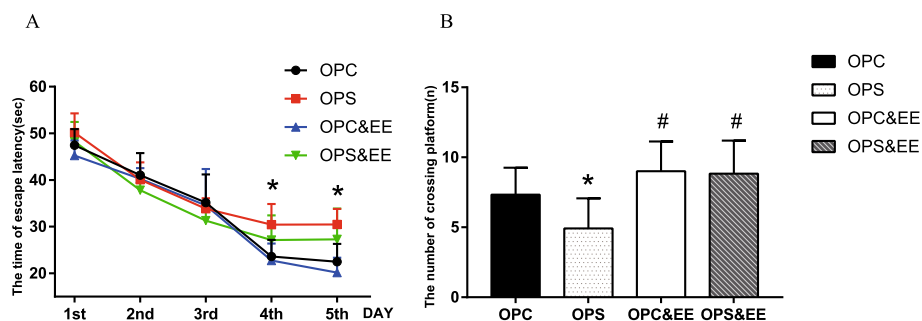 A
The time of escape latency(sec)
60
50
40
30
20
1st
2nd
3rd
4th
5th
DAY
OPC
OPS
OPC&EE
OPS&EE
*
*
B
The number of crossing platform(n)
15
10
5
0
OPC
OPS
OPC&EE
OPS&EE
*
#
#
OPC
OPS
OPC&EE
OPS&EE